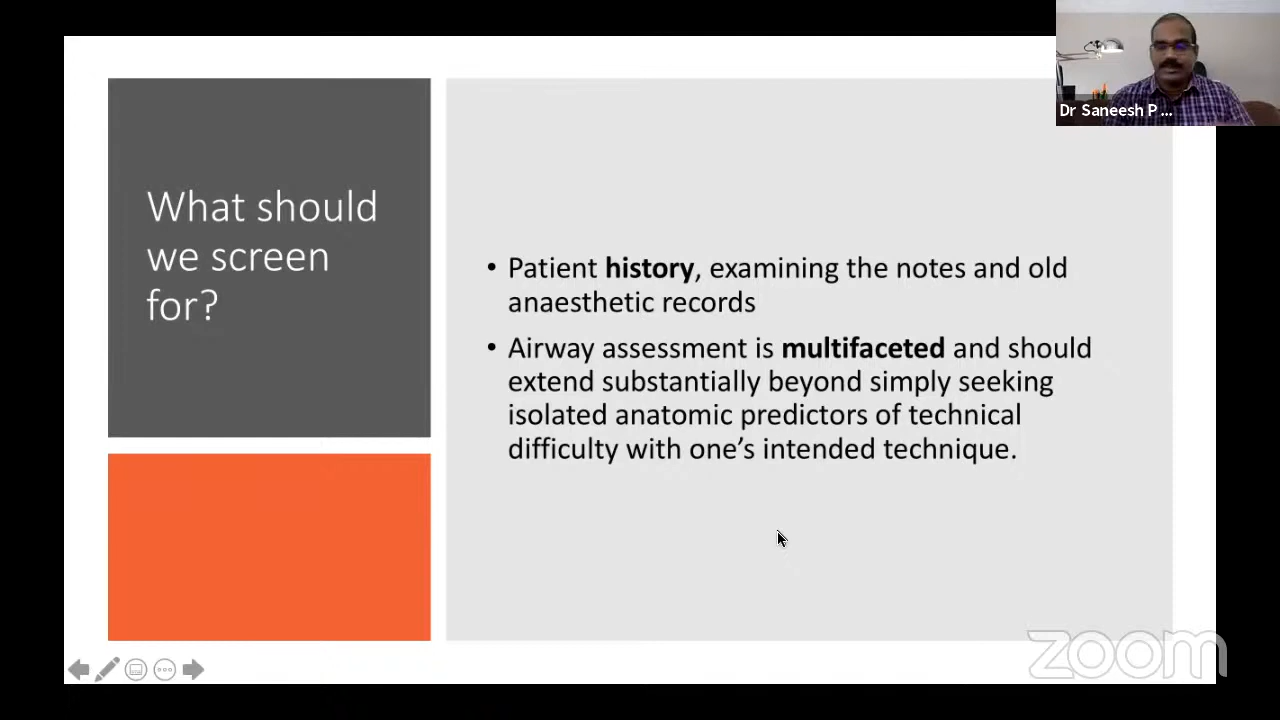 Dr Saneesh P ...
What should
we screen
for?
• Patient history, examining the notes and old
anaesthetic records
• Airway assessment is multifaceted and should
extend substantially beyond simply seeking
isolated anatomic predictors of technical
difficulty with one’s intended technique.
zoom